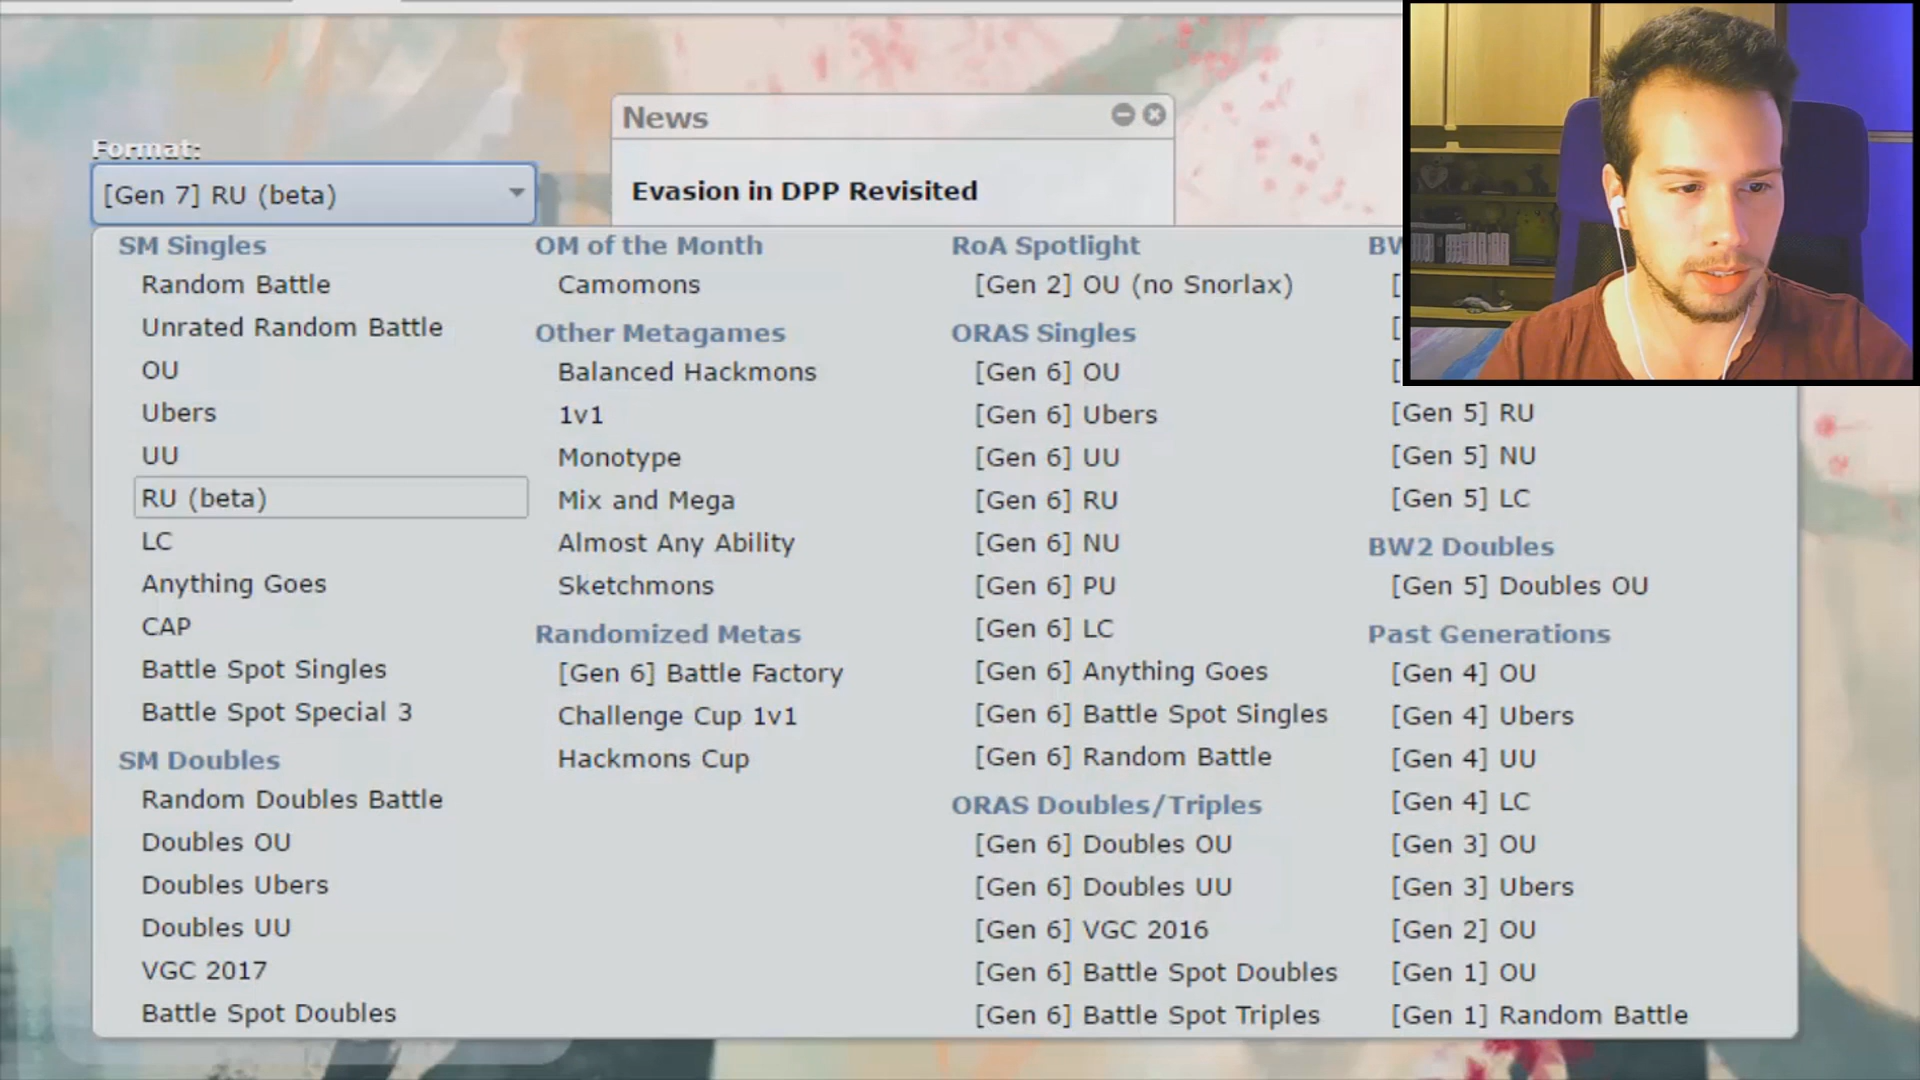 News
Format:
[Gen 7] RU (beta)
Evasion in DPP Revisited
SM Singles
Random Battle
Unrated Random Battle
OU
Ubers
UU
RU (beta)
LC
Anything Goes
CAP
Battle Spot Singles
Battle Spot Special 3
SM Doubles
Random Doubles Battle
Doubles OU
Doubles Ubers
Doubles UU
VGC 2017
Battle Spot Doubles
OM of the Month
Camomons
Other Metagames
Balanced Hackmons
1v1
Monotype
Mix and Mega
Almost Any Ability
Sketchmons
Randomized Metas
[Gen 6] Battle Factory
Challenge Cup 1v1
Hackmons Cup
RoA Spotlight
[Gen 2] OU (no Snorlax)
ORAS Singles
[Gen 6] OU
[Gen 6] Ubers
[Gen 6] UU
[Gen 6] RU
[Gen 6] NU
[Gen 6] PU
[Gen 6] LC
[Gen 6] Anything Goes
[Gen 6] Battle Spot Singles
[Gen 6] Random Battle
ORAS Doubles/Triples
[Gen 6] Doubles OU
[Gen 6] Doubles UU
[Gen 6] VGC 2016
[Gen 6] Battle Spot Doubles
[Gen 6] Battle Spot Triples
[Gen 5] RU
[Gen 5] NU
[Gen 5] LC
BW2 Doubles
[Gen 5] Doubles OU
Past Generations
[Gen 4] OU
[Gen 4] Ubers
[Gen 4] UU
[Gen 4] LC
[Gen 3] OU
[Gen 3] Ubers
[Gen 2] OU
[Gen 1] OU
[Gen 1] Random Battle